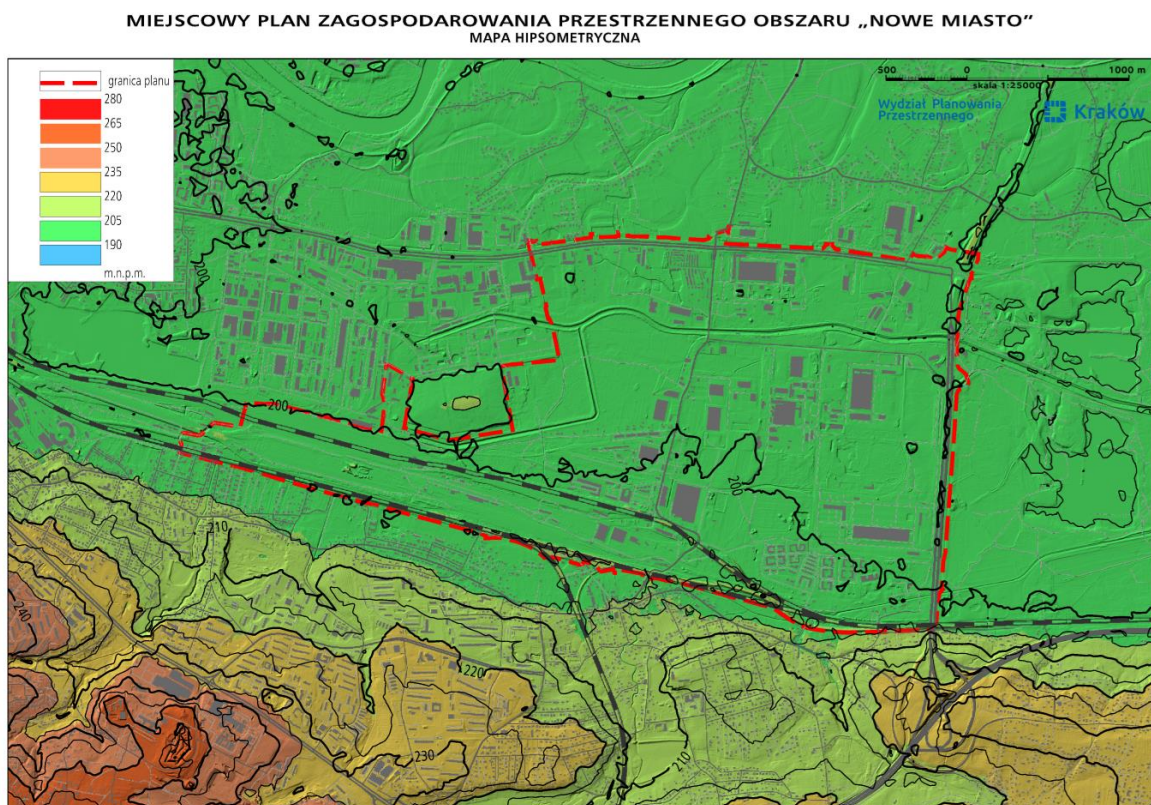 MIEJSCOWY PLAN ZAGOSPODAROWANIA PRZESTRZENNEGO OBSZARU „NOWE MIASTO”
MAPA HIPSOMETRYCZNA
granica planu
280
265
250
235
220
205
190
m.n.p.m.
500 0 1000 m
skala 1:25000
Wydział Planowania
Przestrzennego
Kraków
200
200
200
210
240
220
230
210